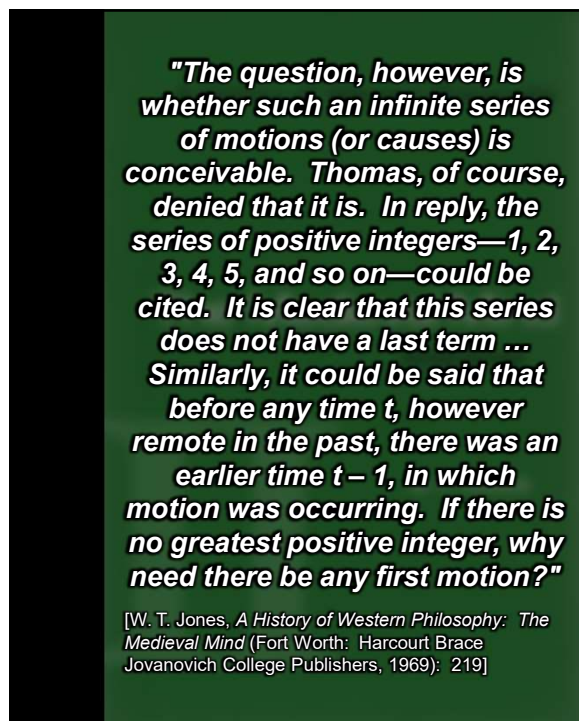 "The question, however, is
whether such an infinite series
of motions (or causes) is
conceivable.  Thomas, of course,
denied that it is.  In reply, the
series of positive integers—1, 2,
3, 4, 5, and so on—could be
cited.  It is clear that this series
does not have a last term …
Similarly, it could be said that
before any time t, however
remote in the past, there was an
earlier time t – 1, in which
motion was occurring.  If there is
no greatest positive integer, why
need there be any first motion?"
[W. T. Jones, A History of Western Philosophy:  The
Medieval Mind (Fort Worth:  Harcourt Brace
Jovanovich College Publishers, 1969):  219]